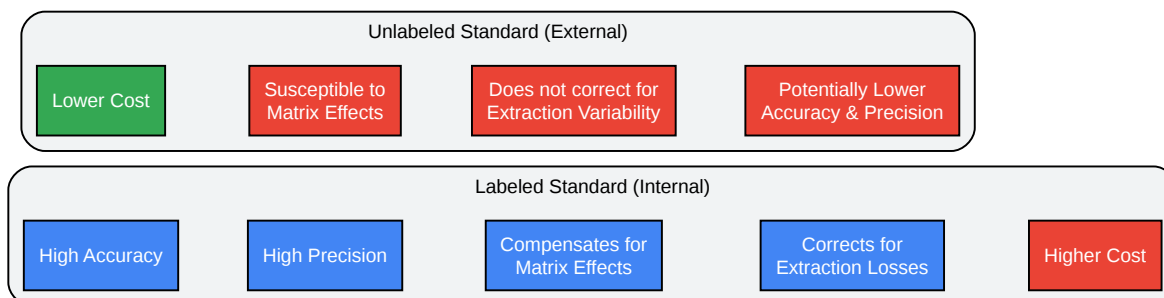 Unlabeled Standard (External)
Lower Cost
Susceptible to
Matrix Effects
Does not correct for
Extraction Variability
Potentially Lower
Accuracy & Precision
Labeled Standard (Internal)
High Accuracy
High Precision
Compensates for
Matrix Effects
Corrects for
Extraction Losses
Higher Cost